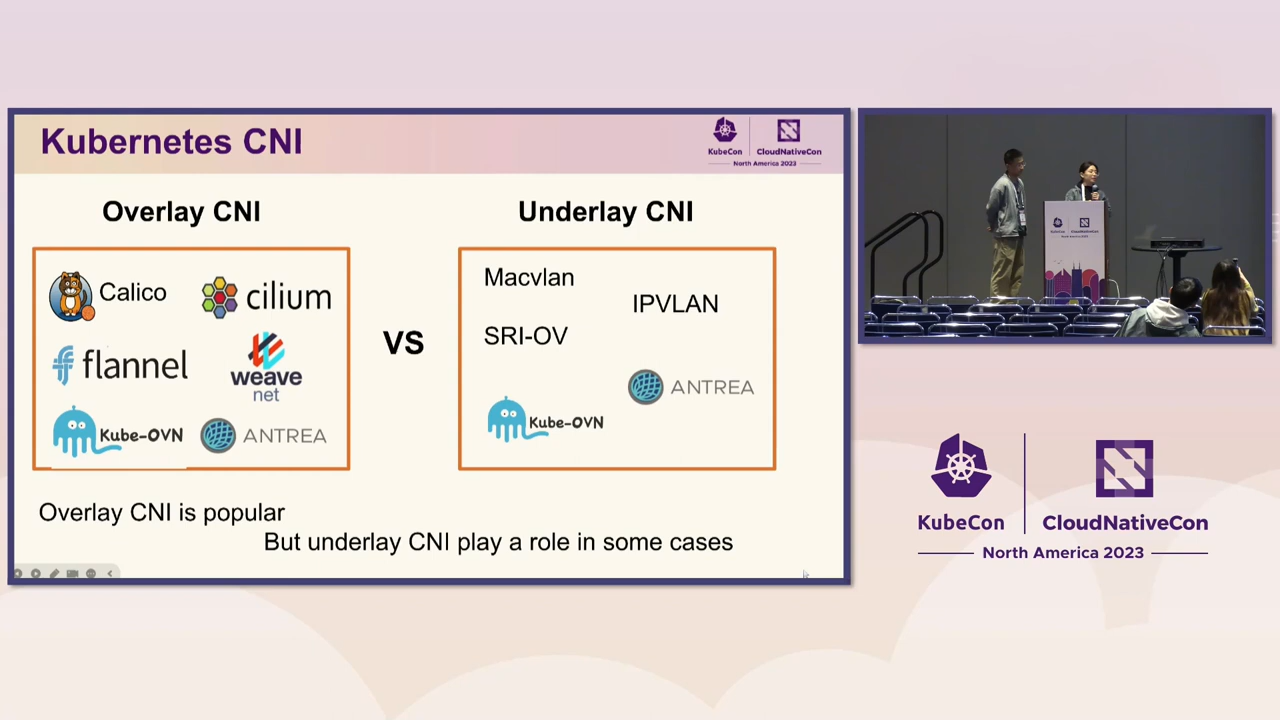 Kubernetes CNI
KubeCon
CloudNativeCon
North America 2023
Overlay CNI
Underlay CNI
Calico
cilium
flannel
weave
net
Kube-OVN
ANTREA
VS
Macvlan
IPVLAN
SRI-OV
ANTREA
Kube-OVN
Overlay CNI is popular
But underlay CNI play a role in some cases
KubeCon
CloudNativeCon
KubeCon
CloudNativeCon
North America 2023